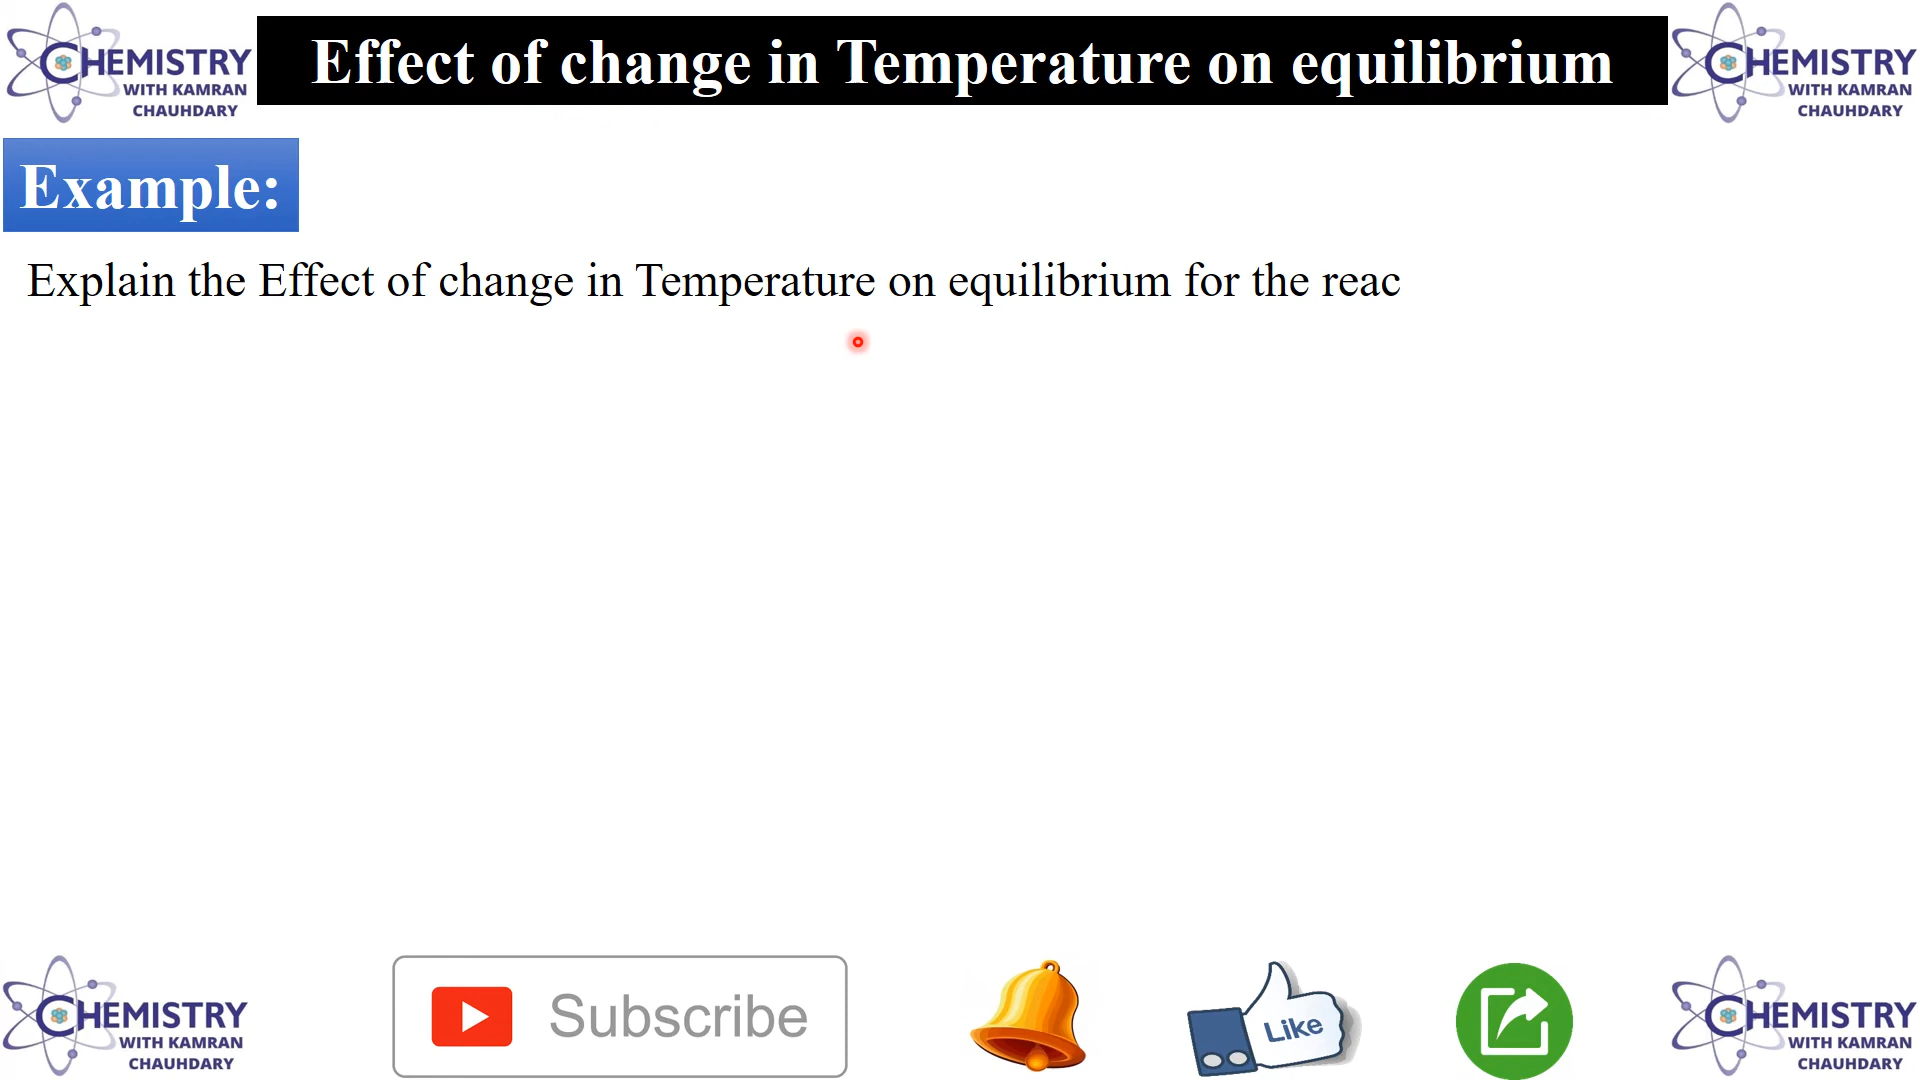 CHEMISTRY
WITH KAMRAN
CHAUHDARY
Effect of change in Temperature on equilibrium
CHEMISTRY
WITH KAMRAN
CHAUHDARY
Example:
Explain the Effect of change in Temperature on equilibrium for the reac
CHEMISTRY
WITH KAMRAN
CHAUHDARY
Subscribe
Like
CHEMISTRY
WITH KAMRAN
CHAUHDARY